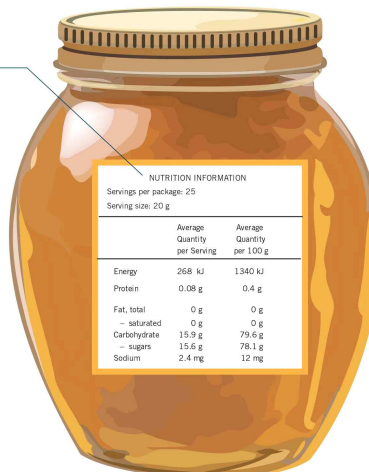 NUTRITION INFORMATION
Servings per package: 25
Serving size: 20 g
Average Quantity per Serving Average Quantity per 100 g
Energy 268 kJ 1340 kJ
Protein 0.08 g 0.4 g
Fat, total 0 g 0 g
– saturated 0 g 0 g
Carbohydrate 15.9 g 79.6 g
– sugars 15.6 g 78.1 g
Sodium 2.4 mg 12 mg